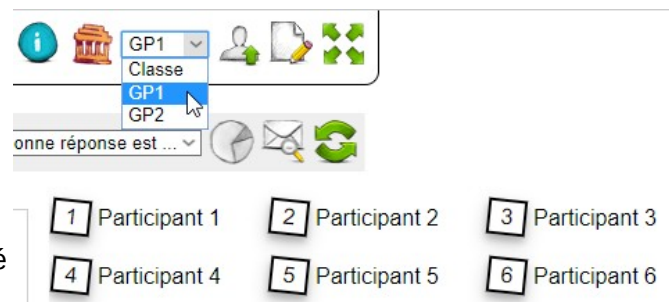 GP1
Classe
GP1
GP2
onne réponse est ...
1 Participant 1 2 Participant 2 3 Participant 3
é
4 Participant 4 5 Participant 5 6 Participant 6